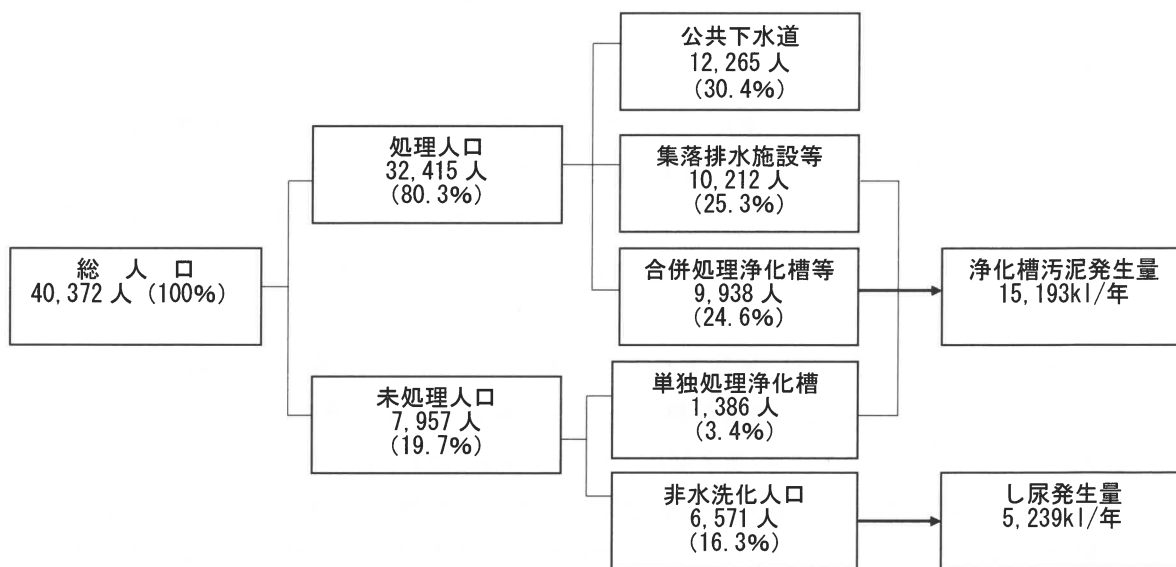 総　人　口
40,372 人 (100%)
処理人口
32,415 人
(80.3%)
未処理人口
7,957 人
(19.7%)
公共下水道
12,265 人
(30.4%)
集落排水施設等
10,212 人
(25.3%)
合併処理浄化槽等
9,938 人
(24.6%)
単独処理浄化槽
1,386 人
(3.4%)
非水洗化人口
6,571 人
(16.3%)
浄化槽汚泥発生量
15,193kl/年
し尿発生量
5,239kl/年